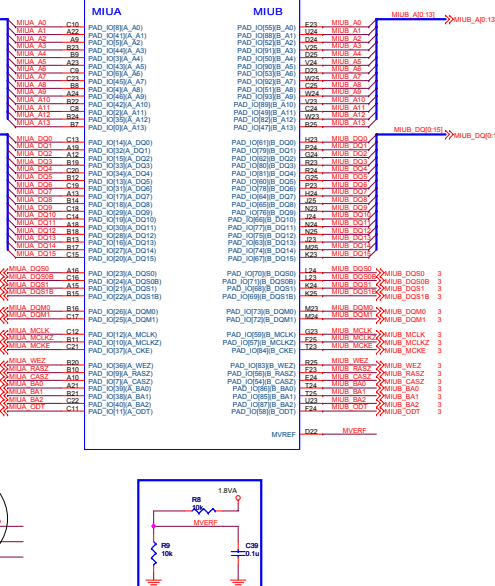 MIUA MIUB
MIUA_A0 C10 PAD_IO[8](A_A0) PAD_IO[55](B_A0) E23 MIUB_A0 MIUB_A[0:13] MIUB_A[0:13
MIUA_A1 A22 PAD_IO[41](A_A1) PAD_IO[88](B_A1) U24 MIUB_A1
MIUA_A2 A9 PAD_IO[5](A_A2) PAD_IO[52](B_A2) D24 MIUB_A2
MIUA_A3 B23 PAD_IO[44](A_A3) PAD_IO[91](B_A3) V25 MIUB_A3
MIUA_A4 B9 PAD_IO[3](A_A4) PAD_IO[50](B_A4) D25 MIUB_A4
MIUA_A5 A23 PAD_IO[43](A_A5) PAD_IO[90](B_A5) V24 MIUB_A5
MIUA_A6 C9 PAD_IO[6](A_A6) PAD_IO[53](B_A6) D23 MIUB_A6
MIUA_A7 C23 PAD_IO[45](A_A7) PAD_IO[92](B_A7) W25 MIUB_A7
MIUA_A8 B8 PAD_IO[4](A_A8) PAD_IO[51](B_A8) C25 MIUB_A8
MIUA_A9 A24 PAD_IO[46](A_A9) PAD_IO[93](B_A9) W24 MIUB_A9
MIUA_A10 B22 PAD_IO[42](A_A10) PAD_IO[89](B_A10) V23 MIUB_A10
MIUA_A11 C8 PAD_IO[2](A_A11) PAD_IO[49](B_A11) C24 MIUB_A11
MIUA_A12 B24 PAD_IO[35](A_A12) PAD_IO[82](B_A12) W23 MIUB_A12
MIUA_A13 B7 PAD_IO[0](A_A13) PAD_IO[47](B_A13) B25 MIUB_A13
MIUB_DQ[0:15] MIUB_DQ[0:1
MIUA_DQ0 C13 PAD_IO[14](A_DQ0) PAD_IO[61](B_DQ0) H23 MIUB_DQ0
MIUA_DQ1 A19 PAD_IO[32](A_DQ1) PAD_IO[79](B_DQ1) P24 MIUB_DQ1
MIUA_DQ2 A12 PAD_IO[15](A_DQ2) PAD_IO[62](B_DQ2) G24 MIUB_DQ2
MIUA_DQ3 B19 PAD_IO[33](A_DQ3) PAD_IO[80](B_DQ3) R23 MIUB_DQ3
MIUA_DQ4 C20 PAD_IO[34](A_DQ4) PAD_IO[81](B_DQ4) R24 MIUB_DQ4
MIUA_DQ5 B12 PAD_IO[13](A_DQ5) PAD_IO[60](B_DQ5) G25 MIUB_DQ5
MIUA_DQ6 C19 PAD_IO[31](A_DQ6) PAD_IO[78](B_DQ6) P23 MIUB_DQ6
MIUA_DQ7 A13 PAD_IO[17](A_DQ7) PAD_IO[64](B_DQ7) H24 MIUB_DQ7
MIUA_DQ8 B14 PAD_IO[18](A_DQ8) PAD_IO[65](B_DQ8) J25 MIUB_DQ8
MIUA_DQ9 C18 PAD_IO[29](A_DQ9) PAD_IO[76](B_DQ9) N23 MIUB_DQ9
MIUA_DQ10 C14 PAD_IO[19](A_DQ10) PAD_IO[66](B_DQ10) J24 MIUB_DQ10
MIUA_DQ11 A18 PAD_IO[30](A_DQ11) PAD_IO[77](B_DQ11) N24 MIUB_DQ11
MIUA_DQ12 B18 PAD_IO[28](A_DQ12) PAD_IO[75](B_DQ12) N25 MIUB_DQ12
MIUA_DQ13 B13 PAD_IO[16](A_DQ13) PAD_IO[63](B_DQ13) J23 MIUB_DQ13
MIUA_DQ14 B17 PAD_IO[27](A_DQ14) PAD_IO[74](B_DQ14) M25 MIUB_DQ14
MIUA_DQ15 C15 PAD_IO[20](A_DQ15) PAD_IO[67](B_DQ15) K23 MIUB_DQ15
MIUA_DQS0 A16 PAD_IO[23](A_DQS0) PAD_IO[70](B_DQS0) L24 MIUB_DQS0 MIUB_DQS0 3
MIUA_DQS0B C16 PAD_IO[24](A_DQS0B) PAD_IO[71](B_DQS0B) L23 MIUB_DQS0B MIUB_DQS0B 3
MIUA_DQS1 A15 PAD_IO[21](A_DQS1) PAD_IO[68](B_DQS1) K24 MIUB_DQS1 MIUB_DQS1 3
MIUA_DQS1B B15 PAD_IO[22](A_DQS1B) PAD_IO[69](B_DQS1B) K25 MIUB_DQS1B MIUB_DQS1B 3
MIUA_DQM0 B16 PAD_IO[26](A_DQM0) PAD_IO[73](B_DQM0) M23 MIUB_DQM0 MIUB_DQM0 3
MIUA_DQM1 C17 PAD_IO[25](A_DQM1) PAD_IO[72](B_DQM1) M24 MIUB_DQM1 MIUB_DQM1 3
MIUA_MCLK C12 PAD_IO[12](A_MCLK) PAD_IO[59](B_MCLK) G23 MIUB_MCLK MIUB_MCLK 3
MIUA_MCLKZ B11 PAD_IO[10](A_MCLKZ) PAD_IO[57](B_MCLKZ) F25 MIUB_MCLKZ MIUB_MCLKZ 3
MIUA_MCKE C21 PAD_IO[37](A_CKE) PAD_IO[84](B_CKE) T23 MIUB_MCKE MIUB_MCKE 3
MIUA_WEZ B20 PAD_IO[36](A_WEZ) PAD_IO[83](B_WEZ) R25 MIUB_WEZ MIUB_WEZ 3
MIUA_RASZ B10 PAD_IO[9](A_RASZ) PAD_IO[56](B_RASZ) F23 MIUB_RASZ MIUB_RASZ 3
MIUA_CASZ A10 PAD_IO[7](A_CASZ) PAD_IO[54](B_CASZ) E24 MIUB_CASZ MIUB_CASZ 3
MIUA_BA0 A21 PAD_IO[39](A_BA0) PAD_IO[86](B_BA0) T24 MIUB_BA0 MIUB_BA0 3
MIUA_BA1 B21 PAD_IO[38](A_BA1) PAD_IO[85](B_BA1) T25 MIUB_BA1 MIUB_BA1 3
MIUA_BA2 C22 PAD_IO[40](A_BA2) PAD_IO[87](B_BA2) U23 MIUB_BA2 MIUB_BA2 3
MIUA_ODT C11 PAD_IO[11](A_ODT) PAD_IO[58](B_ODT) F24 MIUB_ODT MIUB_ODT 3
MVREF D22 MVERF
1.8VA
R8
10k
MVERF
R9
10k
C39
0.1u